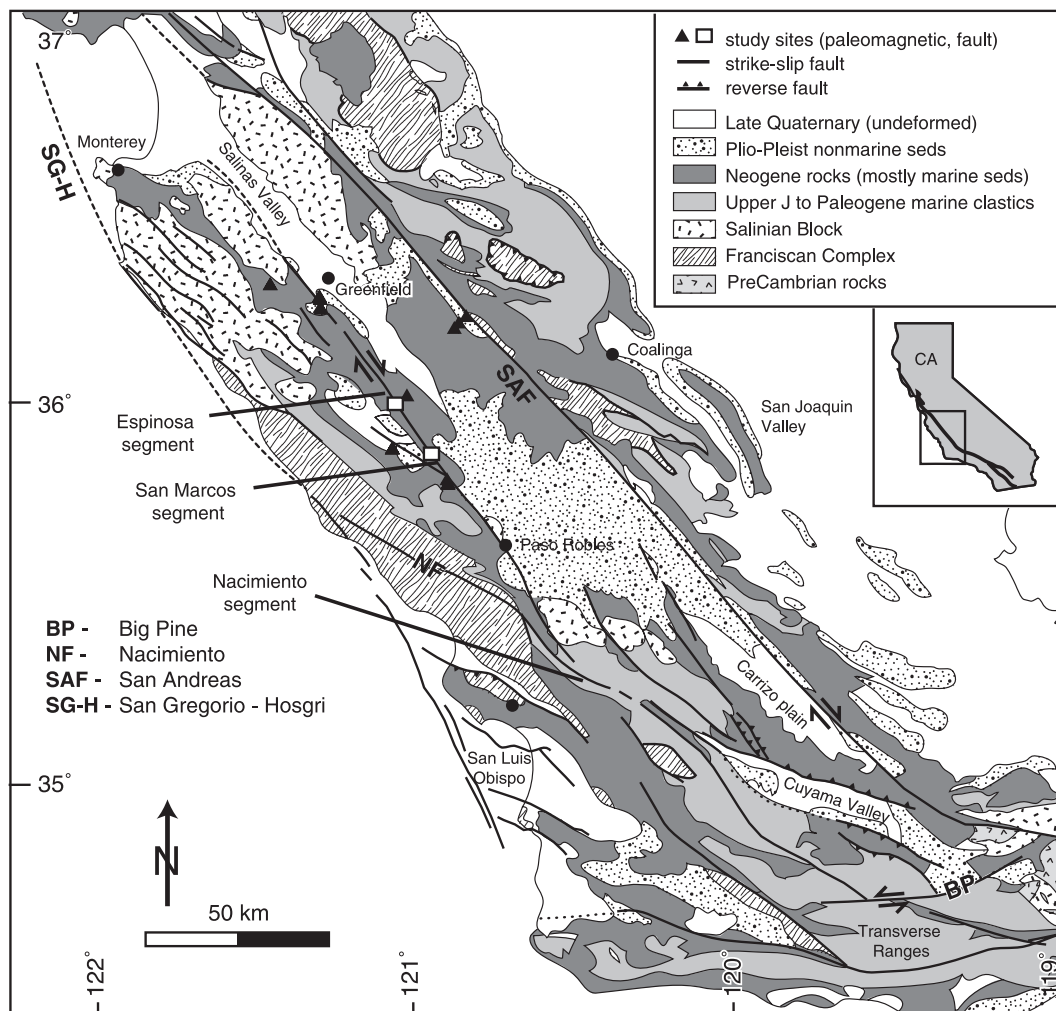 37°
study sites (paleomagnetic, fault)
strike-slip fault
reverse fault
Late Quaternary (undeformed)
Plio-Pleist nonmarine seds
Neogene rocks (mostly marine seds)
Upper J to Paleogene marine clastics
Salinian Block
Franciscan Complex
PreCambrian rocks
Monterey
SG-H
Salinas Valley
Greenfield
SAF
Coalinga
CA
36°
San Joaquin
Valley
Espinosa
segment
San Marcos
segment
Paso Robles
NF
Nacimiento
segment
BP - Big Pine
NF - Nacimiento
SAF - San Andreas
SG-H - San Gregorio - Hosgri
Carrizo plain
35°
San Luis
Obispo
Cuyama Valley
N
BP
50 km
Transverse
Ranges
122°
121°
120°
119°